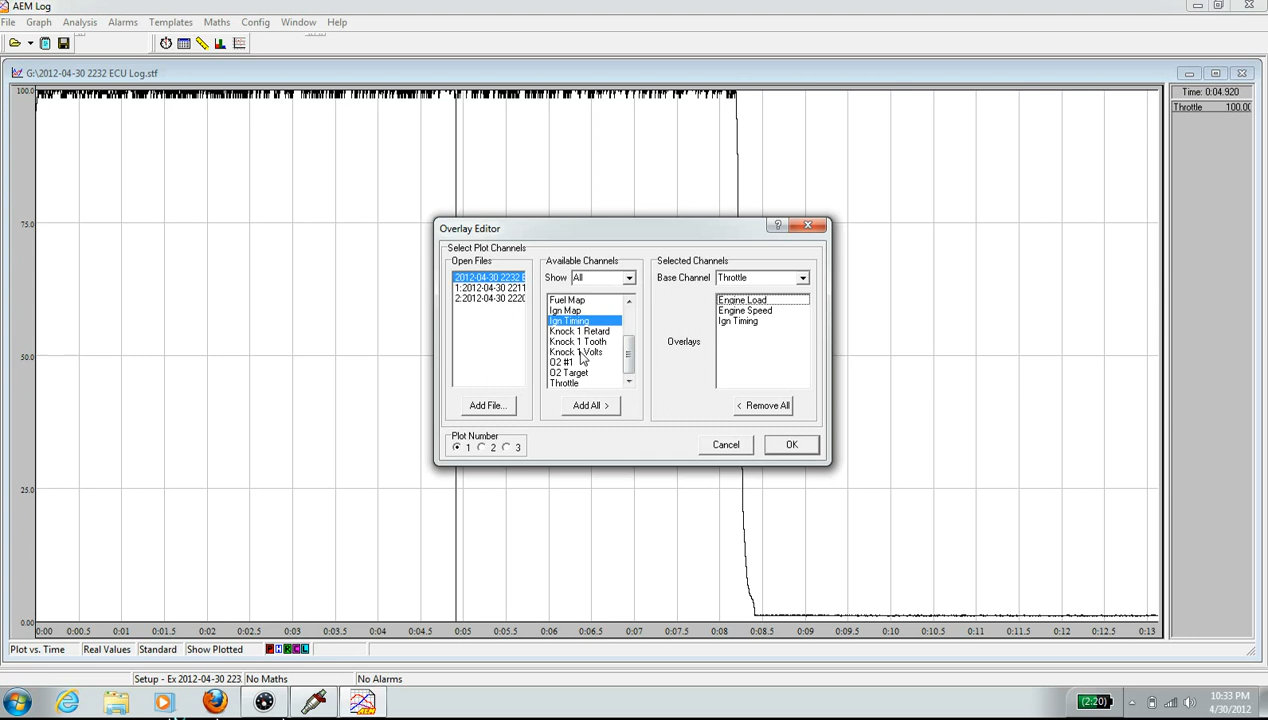 AEM Log
File Graph Analysis Alarms Templates Maths Config Window Help
G:\2012-04-30 2232 ECU Log.stf
100.0
75.0
50.0
25.0
0.00
Time: 0:04.920
Throttle 100.00
Overlay Editor
Select Plot Channels
Open Files
2012-04-30 2232 E
1:2012-04-30 2211
2:2012-04-30 2220
Add File...
Available Channels
Show All
Fuel Map
Ign Map
Ign Timing
Knock 1 Retard
Knock 1 Tooth
Knock 1 Volts
O2 #1
O2 Target
Throttle
Add All >
Selected Channels
Base Channel Throttle
Overlays
Engine Load
Engine Speed
Ign Timing
< Remove All
Plot Number
1 2 3
Cancel OK
0:00 0:00.5 0:01 0:01.5 0:02 0:02.5 0:03 0:03.5 0:04 0:04.5 0:05 0:05.5 0:06 0:06.5 0:07 0:07.5 0:08 0:08.5 0:09 0:09.5 0:10 0:10.5 0:11 0:11.5 0:12 0:12.5 0:13
Plot vs. Time Real Values Standard Show Plotted P H R C L
Setup - Ex 2012-04-30 223 No Maths No Alarms
(2:20)
10:33 PM
4/30/2012